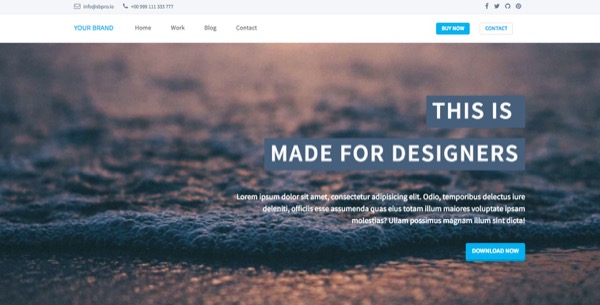 info@sbpro.io +00 999 111 333 777
YOUR BRAND Home Work Blog Contact BUY NOW CONTACT
THIS IS
MADE FOR DESIGNERS
Lorem ipsum dolor sit amet, consectetur adipisicing elit. Odio, temporibus delectus iure
deleniti, officiis esse assumenda quas eius totam illum maiores voluptate ipsam
molestias? Ullam possimus magnam illum sint dicta!
DOWNLOAD NOW